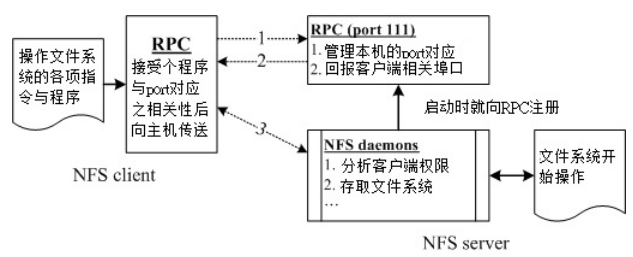 操作文件系
统的各项指
令与程序
RPC
接受个程序
与port对应
之相关性后
向主机传送
NFS client
1
2
3
RPC (port 111)
1. 管理本机的port对应
2. 回报客户端相关埠口
启动时就向RPC注册
NFS daemons
1. 分析客户端权限
2. 存取文件系统
...
文件系统开
始操作
NFS server